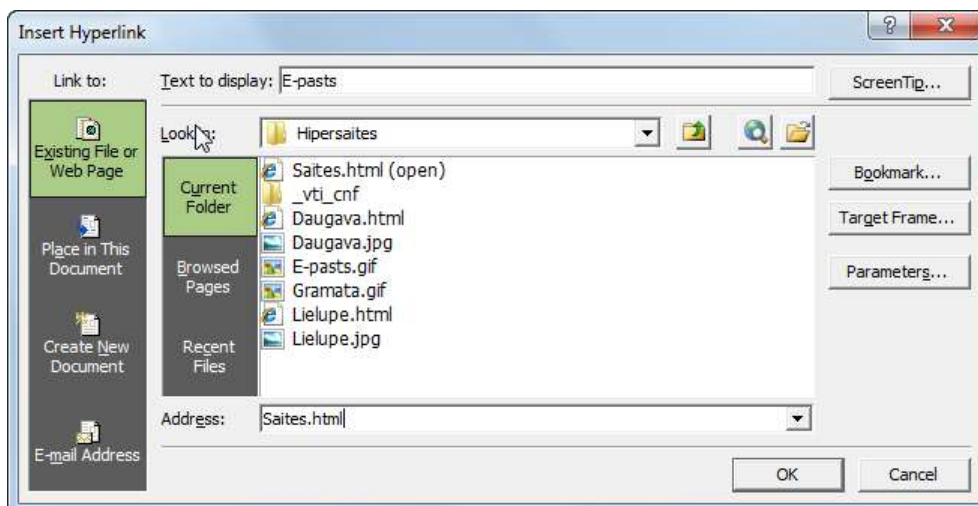 Insert Hyperlink
Link to:
Text to display: E-pasts
ScreenTip...
Existing File or
Web Page
Place in This
Document
Create New
Document
E-mail Address
Hipersaites
Current
Folder
Browsed
Pages
Recent
Files
Saites.html (open)
_vti_cnf
Daugava.html
Daugava.jpg
E-pasts.gif
Gramata.gif
Lielupe.html
Lielupe.jpg
Bookmark...
Target Frame...
Parameters...
Address: Saites.html
OK
Cancel